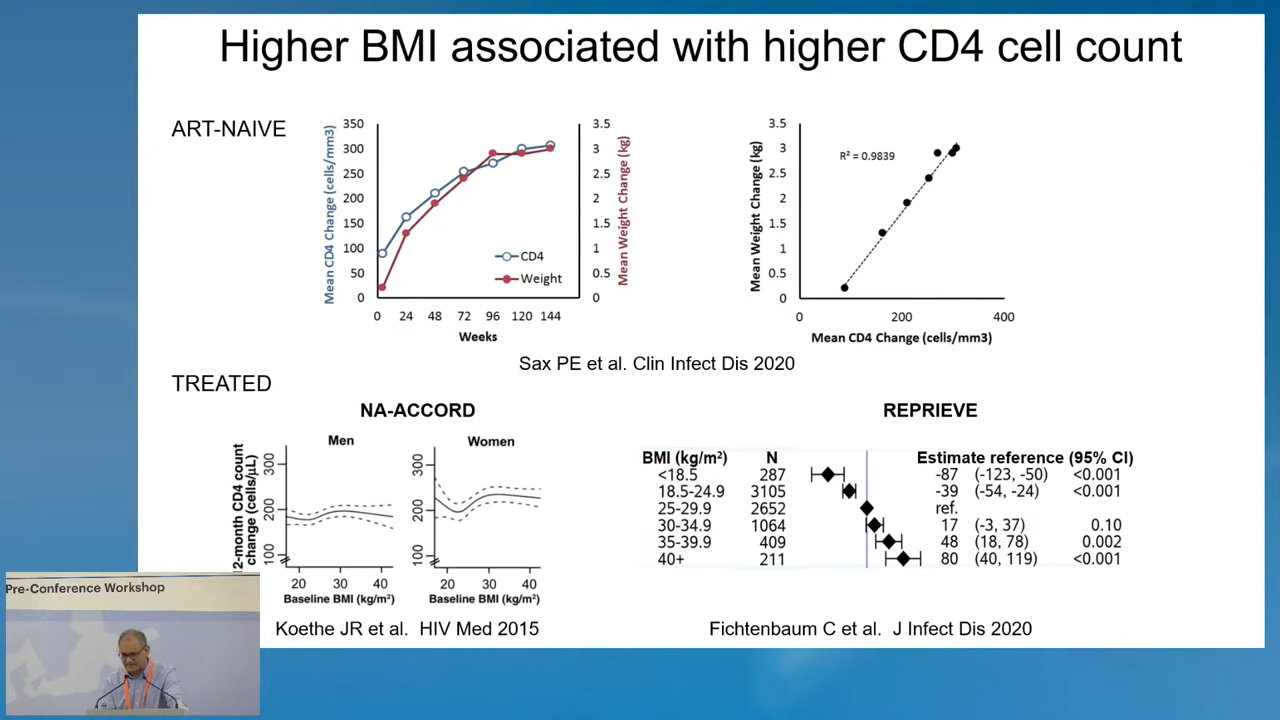 Higher BMI associated with higher CD4 cell count
ART-NAIVE
Mean CD4 Change (cells/mm3)
350
300
250
200
150
100
50
0
0 24 48 72 96 120 144
Weeks
CD4
Weight
3.5
3
2.5
2
1.5
1
0.5
0
Mean Weight Change (kg)
Mean Weight Change (kg)
3.5
3
2.5
2
1.5
1
0.5
0
R² = 0.9839
0 200 400
Mean CD4 Change (cells/mm3)
Sax PE et al. Clin Infect Dis 2020
TREATED
NA-ACCORD
Men
2-month CD4 count
change (cells/μL)
300
200
100
20 30 40
Baseline BMI (kg/m²)
Women
300
200
100
20 30 40
Baseline BMI (kg/m²)
Koethe JR et al. HIV Med 2015
REPRIEVE
BMI (kg/m²) N Estimate reference (95% CI)
<18.5 287 -87 (-123, -50) <0.001
18.5-24.9 3105 -39 (-54, -24) <0.001
25-29.9 2652 ref.
30-34.9 1064 17 (-3, 37) 0.10
35-39.9 409 48 (18, 78) 0.002
40+ 211 80 (40, 119) <0.001
Fichtenbaum C et al. J Infect Dis 2020
Pre-Conference Workshop